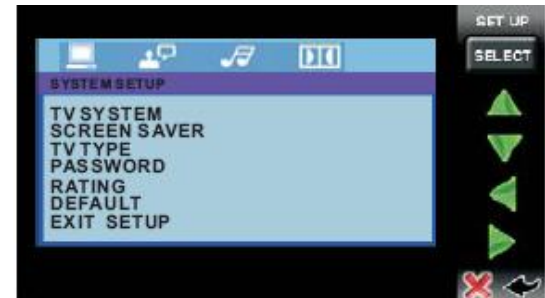 SET UP
SELECT
SYSTEM SETUP
TV SYSTEM
SCREEN SAVER
TV TYPE
PASSWORD
RATING
DEFAULT
EXIT SETUP